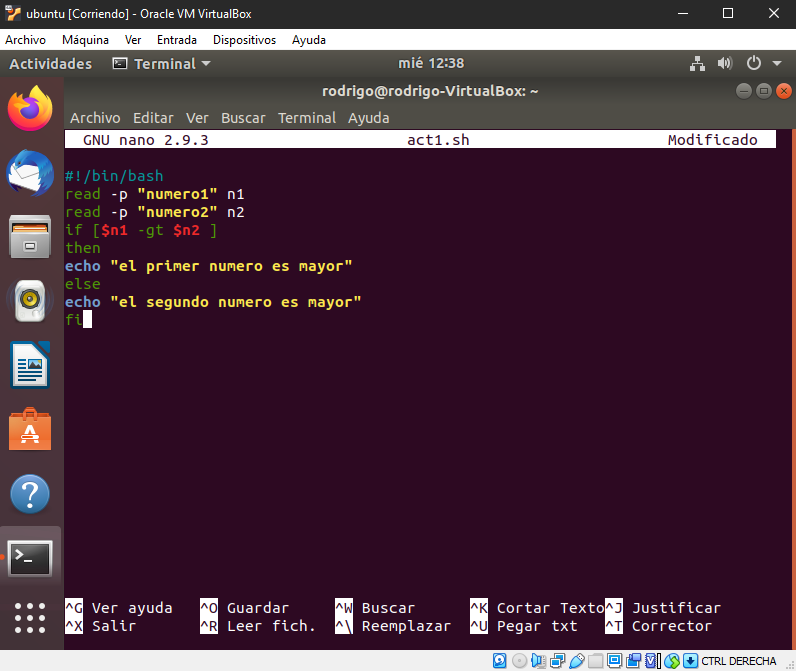 ubuntu [Corriendo] - Oracle VM VirtualBox
Archivo Máquina Ver Entrada Dispositivos Ayuda
Actividades Terminal mié 12:38
rodrigo@rodrigo-VirtualBox: ~
Archivo Editar Ver Buscar Terminal Ayuda
GNU nano 2.9.3 act1.sh Modificado
#!/bin/bash
read -p "numero1" n1
read -p "numero2" n2
if [$n1 -gt $n2 ]
then
echo "el primer numero es mayor"
else
echo "el segundo numero es mayor"
fi
^G Ver ayuda ^O Guardar ^W Buscar ^K Cortar Texto ^J Justificar
^X Salir ^R Leer fich. ^\ Reemplazar ^U Pegar txt ^T Corrector
CTRL DERECHA